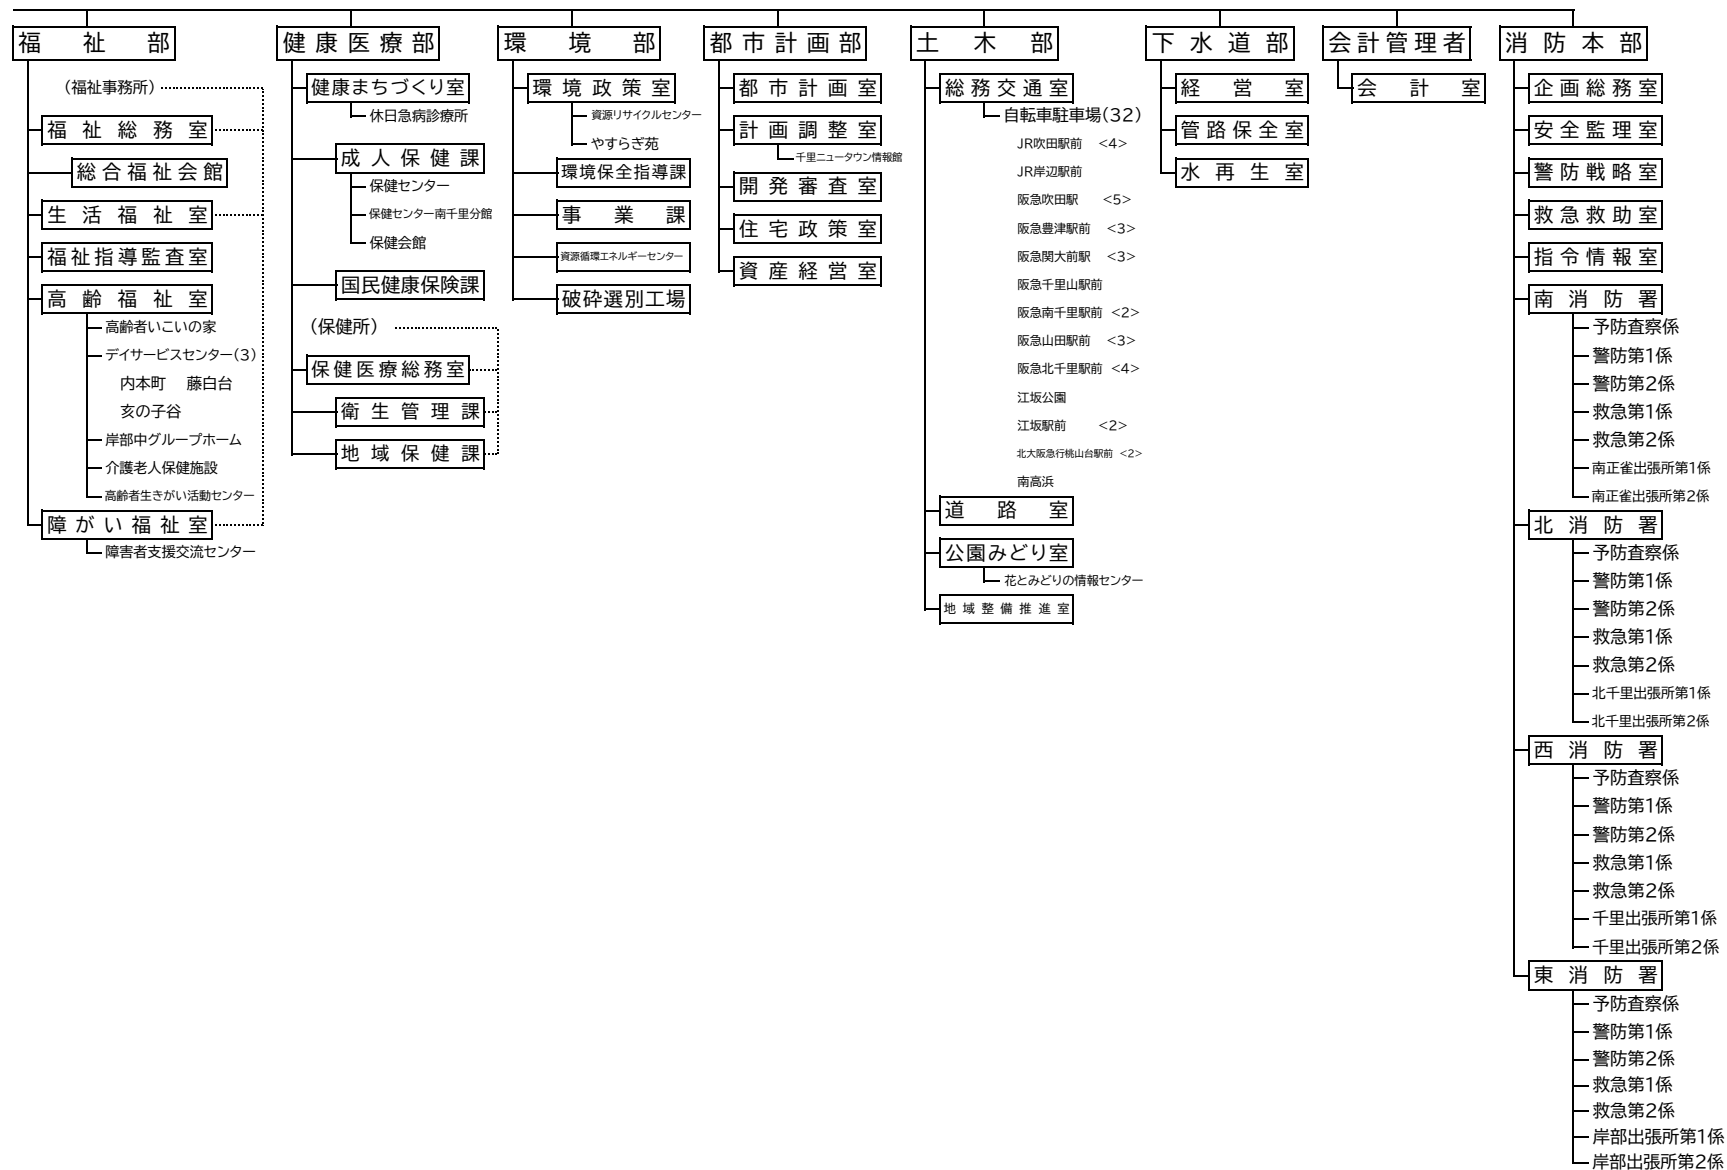 福祉部
(福祉事務所)
福祉総務室
総合福祉会館
生活福祉室
福祉指導監査室
高齢福祉室
高齢者いこいの家
デイサービスセンター(3)
内本町 藤白台
亥の子谷
岸部中グループホーム
介護老人保健施設
高齢者生きがい活動センター
障がい福祉室
障害者支援交流センター
健康医療部
健康まちづくり室
休日急病診療所
成人保健課
保健センター
保健センター南千里分館
保健会館
国民健康保険課
(保健所)
保健医療総務室
衛生管理課
地域保健課
環境部
環境政策室
資源リサイクルセンター
やすらぎ苑
環境保全指導課
事業課
資源循環エネルギーセンター
破砕選別工場
都市計画部
都市計画室
計画調整室
千里ニュータウン情報館
開発審査室
住宅政策室
資産経営室
土木部
総務交通室
自転車駐車場(32)
JR吹田駅前 <4>
JR岸辺駅前
阪急吹田駅 <5>
阪急豊津駅前 <3>
阪急関大前駅 <3>
阪急千里山駅前
阪急南千里駅前 <2>
阪急山田駅前 <3>
阪急北千里駅前 <4>
江坂公園
江坂駅前 <2>
北大阪急行桃山台駅前 <2>
南高浜
道路室
公園みどり室
花とみどりの情報センター
地域整備推進室
下水道部
経営室
管路保全室
水再生室
会計管理者
会計室
消防本部
企画総務室
安全監理室
警防戦略室
救急救助室
指令情報室
南消防署
予防査察係
警防第1係
警防第2係
救急第1係
救急第2係
南正雀出張所第1係
南正雀出張所第2係
北消防署
予防査察係
警防第1係
警防第2係
救急第1係
救急第2係
北千里出張所第1係
北千里出張所第2係
西消防署
予防査察係
警防第1係
警防第2係
救急第1係
救急第2係
千里出張所第1係
千里出張所第2係
東消防署
予防査察係
警防第1係
警防第2係
救急第1係
救急第2係
岸部出張所第1係
岸部出張所第2係